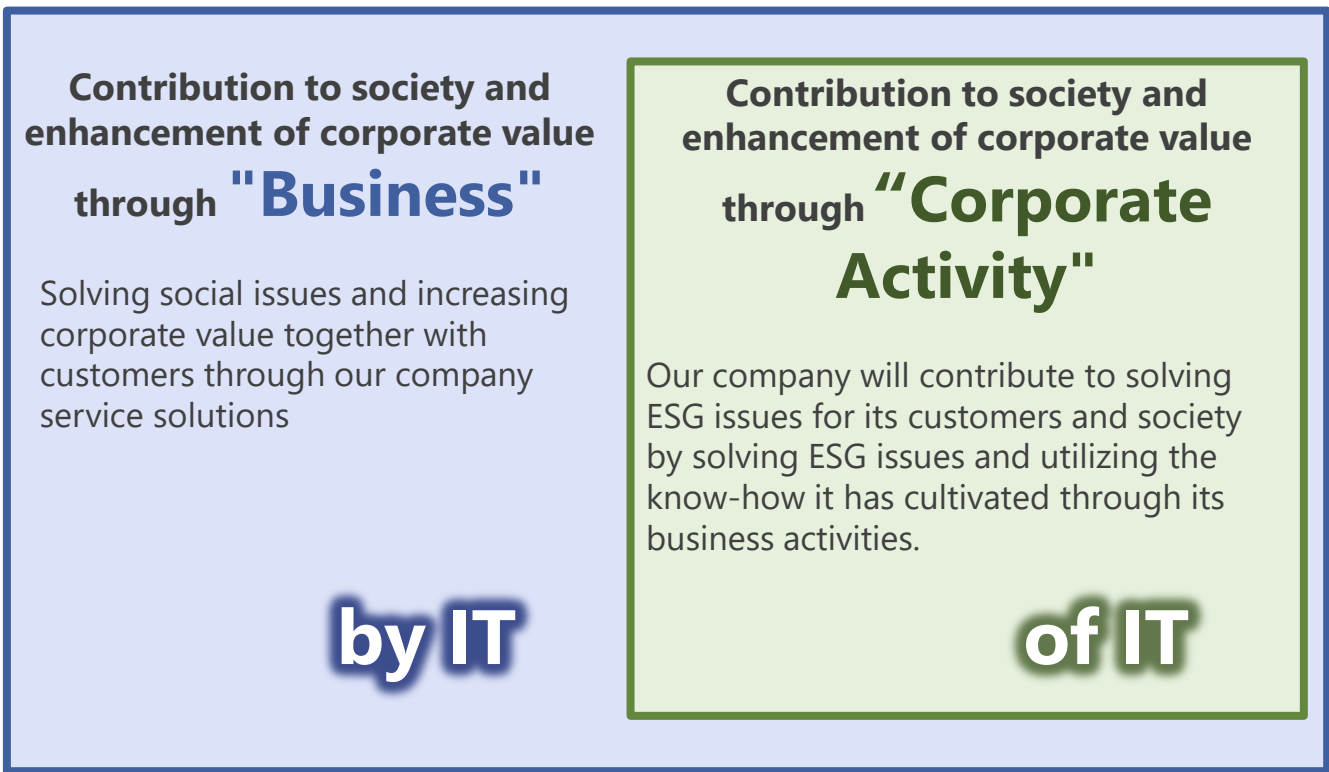 Contribution to society and
enhancement of corporate value
through "Business"
Solving social issues and increasing
corporate value together with
customers through our company
service solutions
by IT
Contribution to society and
enhancement of corporate value
through “Corporate
Activity"
Our company will contribute to solving
ESG issues for its customers and society
by solving ESG issues and utilizing the
know-how it has cultivated through its
business activities.
of IT